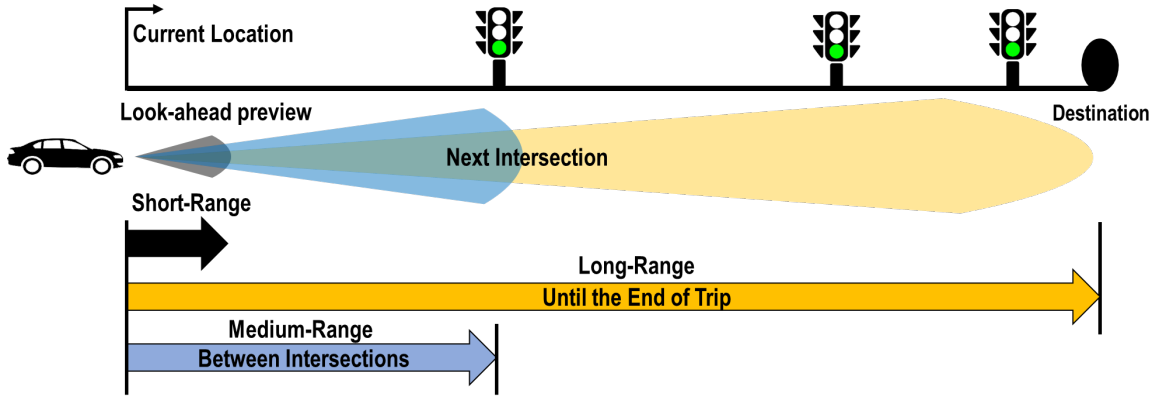 Current Location
Look-ahead preview
Destination
Next Intersection
Short-Range
Long-Range
Until the End of Trip
Medium-Range
Between Intersections